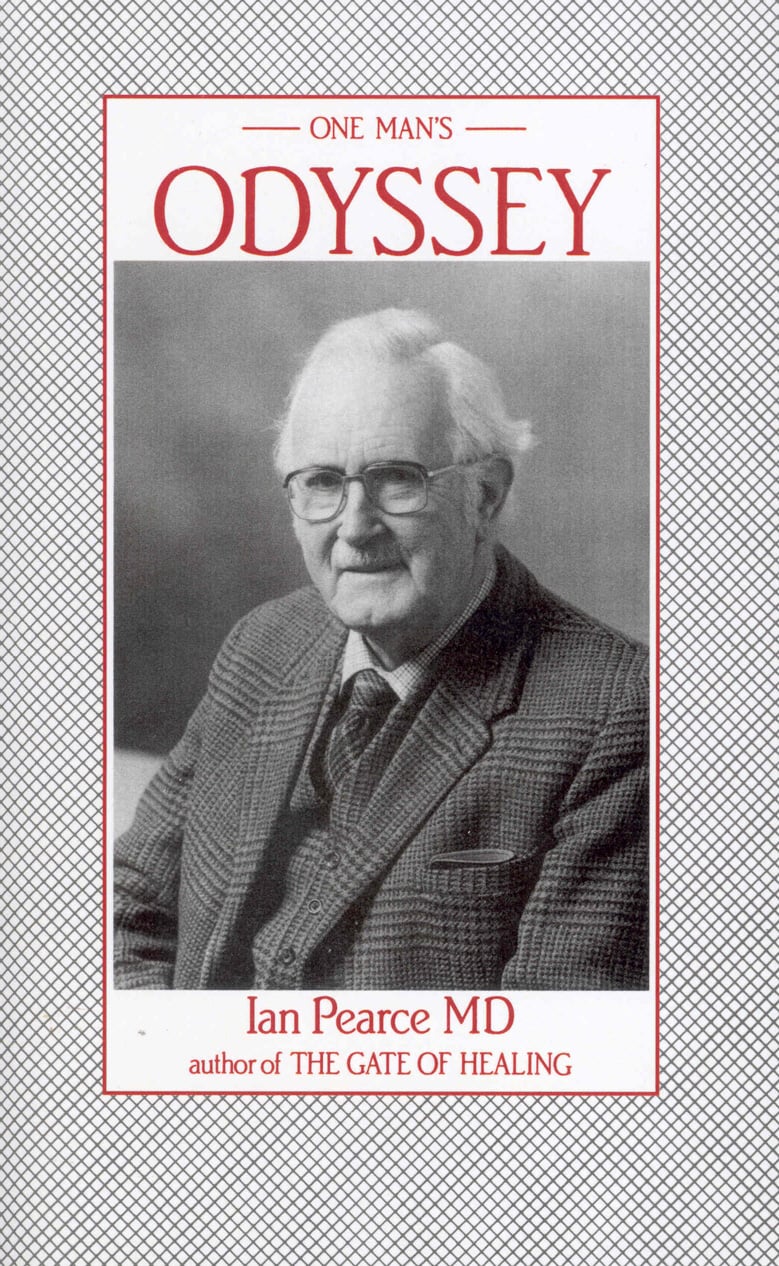 ONE MAN'S
ODYSSEY
Ian Pearce MD
author of THE GATE OF HEALING